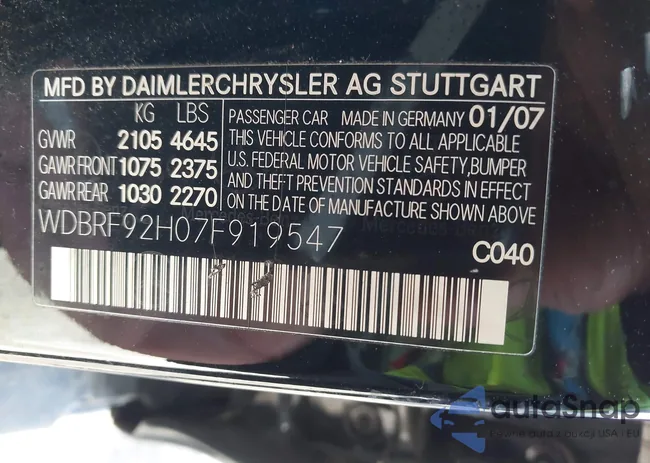 MFD BY DAIMLERCHRYSLER AG STUTTGART
KG LBS
GVWR 2105 4645
GAWR FRONT 1075 2375
GAWR REAR 1030 2270
PASSENGER CAR MADE IN GERMANY 01/07
THIS VEHICLE CONFORMS TO ALL APPLICABLE
U.S. FEDERAL MOTOR VEHICLE SAFETY, BUMPER
AND THEFT PREVENTION STANDARDS IN EFFECT
ON THE DATE OF MANUFACTURE SHOWN ABOVE
WDBRF92H07F919547
C040
autoSnap
USA - EU